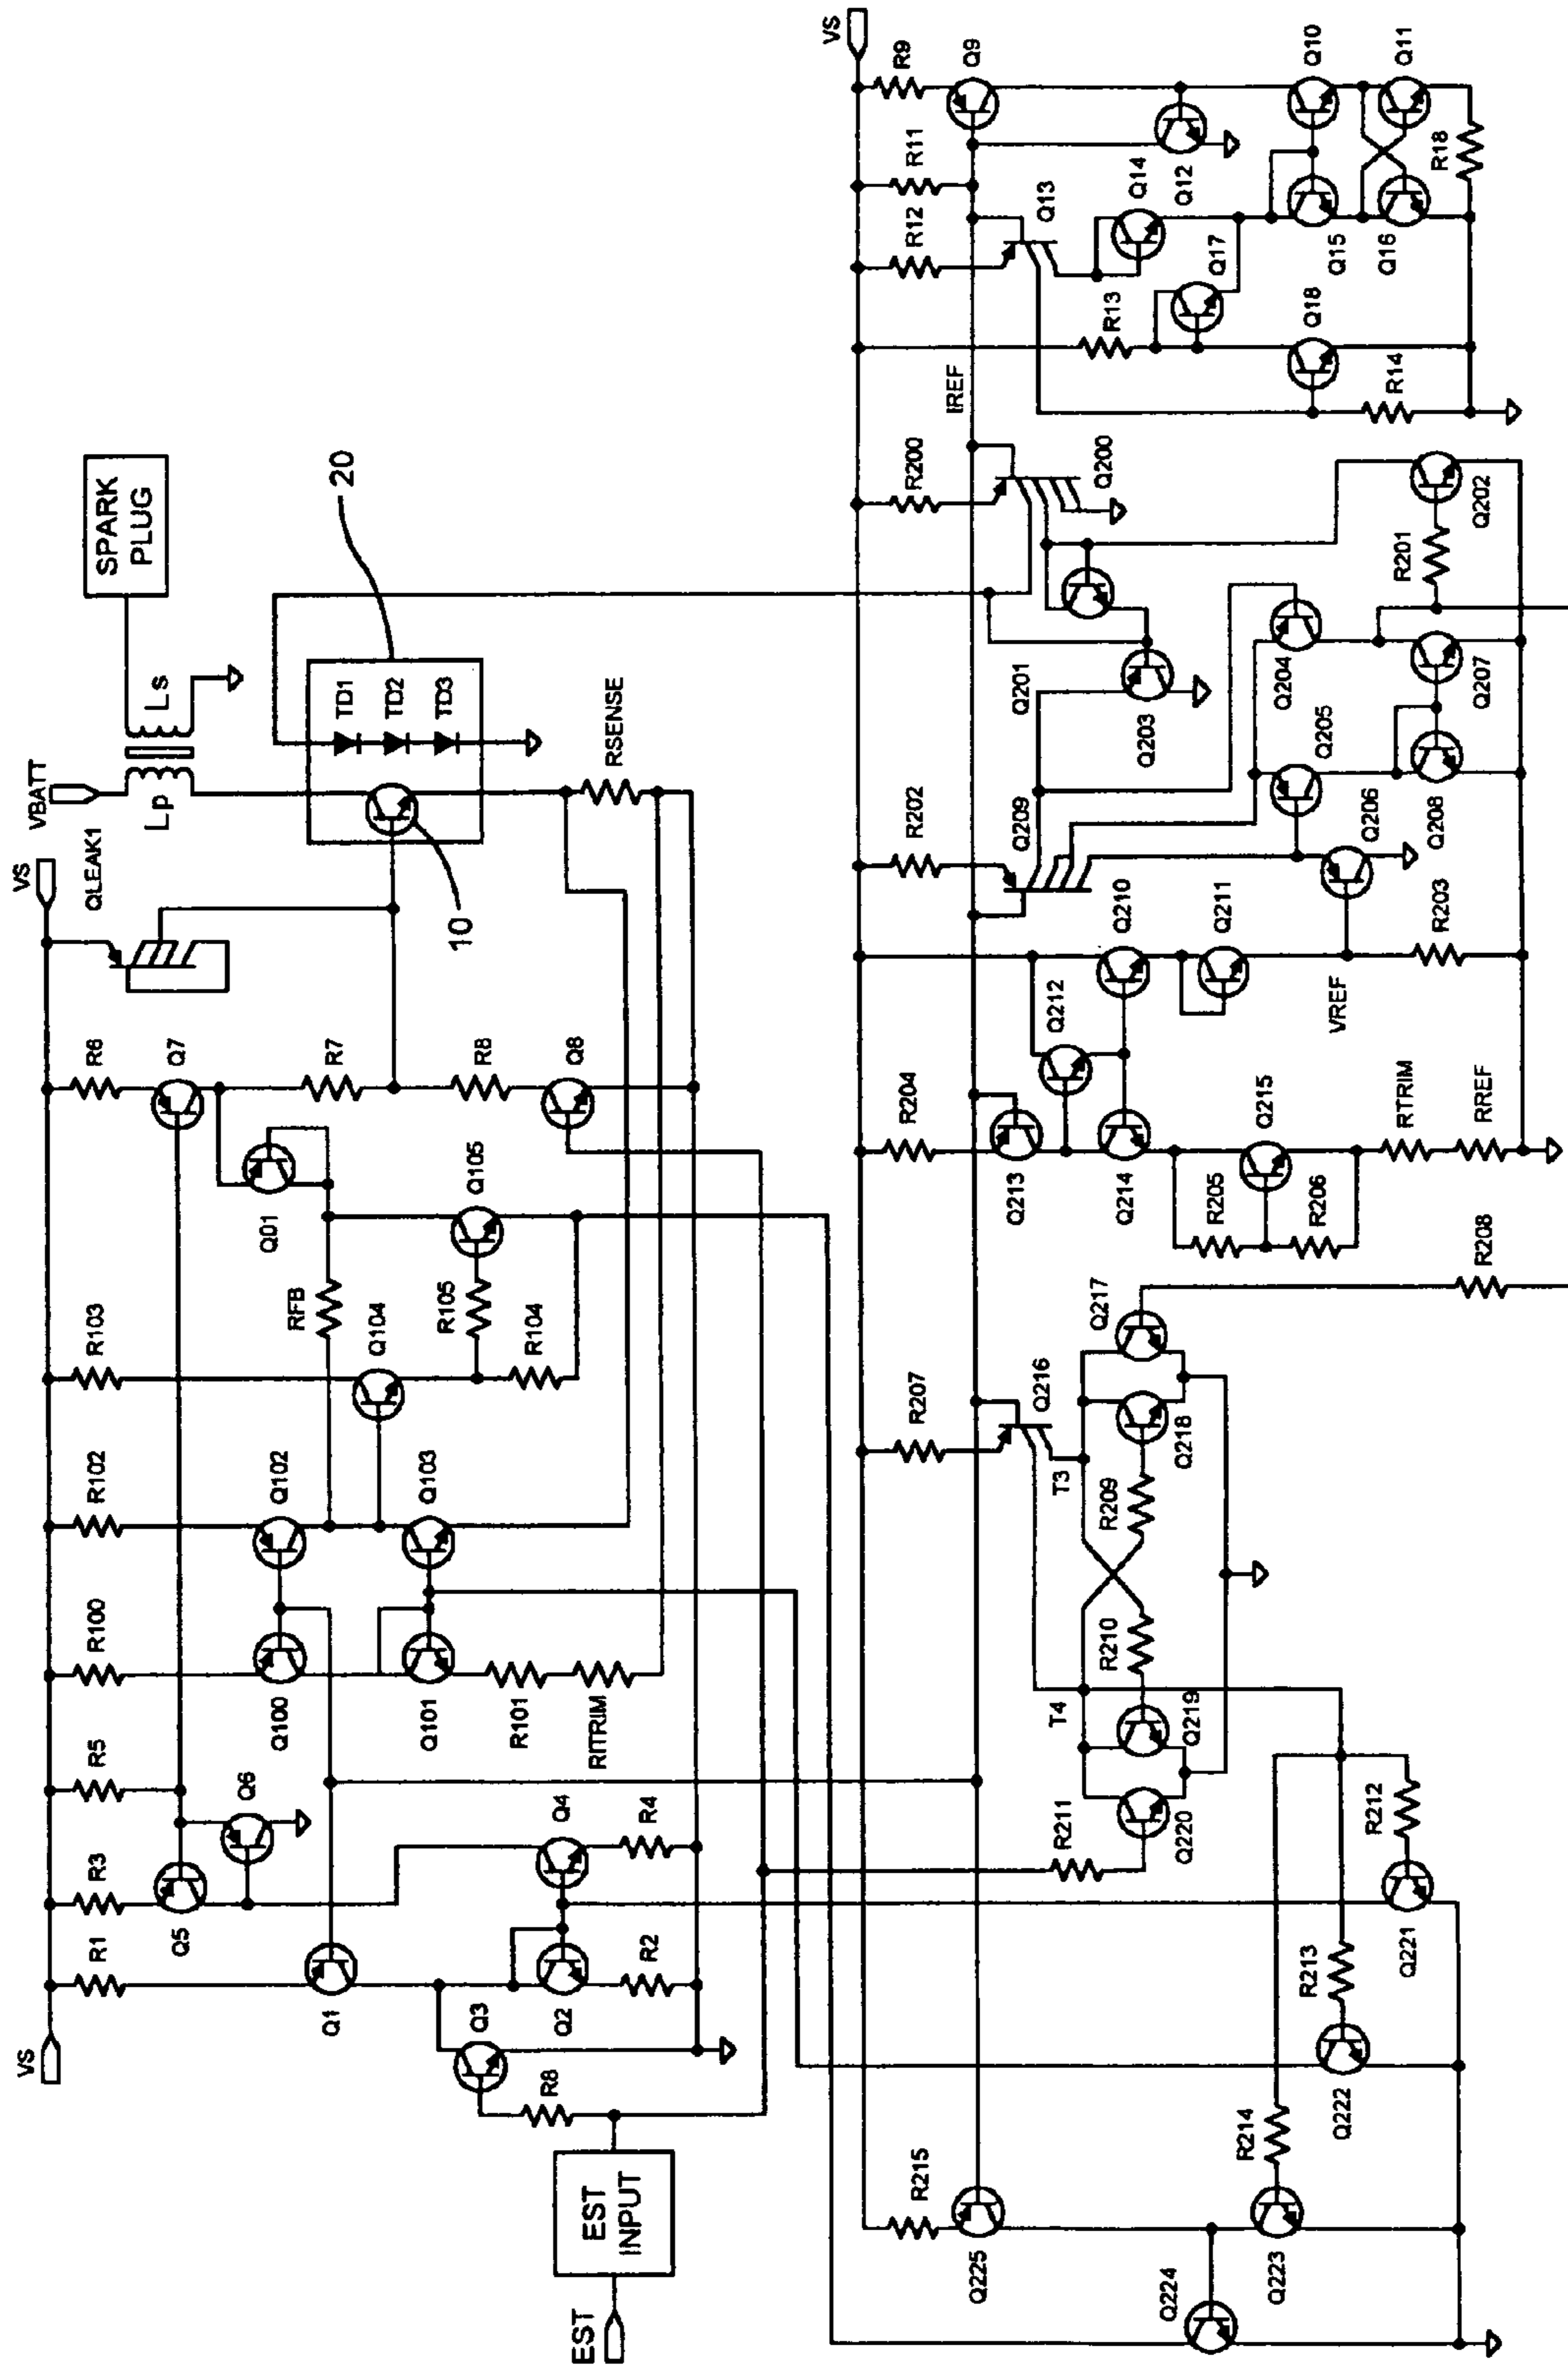 VS
R1
R3
R5
R100
R102
R103
R6
VS
QLEAK1
VBATT
SPARK
PLUG
Lp
Ls
20
10
TD1
TD2
TD3
RSENSE
Q5
Q6
Q100
Q102
Q7
Q01
R7
Q1
RFB
Q104
Q105
R105
R104
Q101
Q103
R8
Q8
Q3
Q2
Q4
R101
RITRIM
R2
R4
R8
EST
EST
INPUT
VS
R215
R207
R204
R202
R200
R12
R11
R9
IREF
Q225
Q216
Q213
Q209
Q200
Q13
Q9
T3
T4
Q212
Q210
Q211
Q214
Q201
Q203
R13
Q17
Q14
Q12
R211
Q220
Q219
R210
R209
Q218
Q217
R205
R206
Q215
VREF
Q206
Q205
Q204
Q18
Q15
Q10
Q16
Q11
R18
R14
RTRIM
RREF
R203
Q208
Q207
R201
Q202
R208
Q224
Q223
R214
Q222
R213
Q221
R212